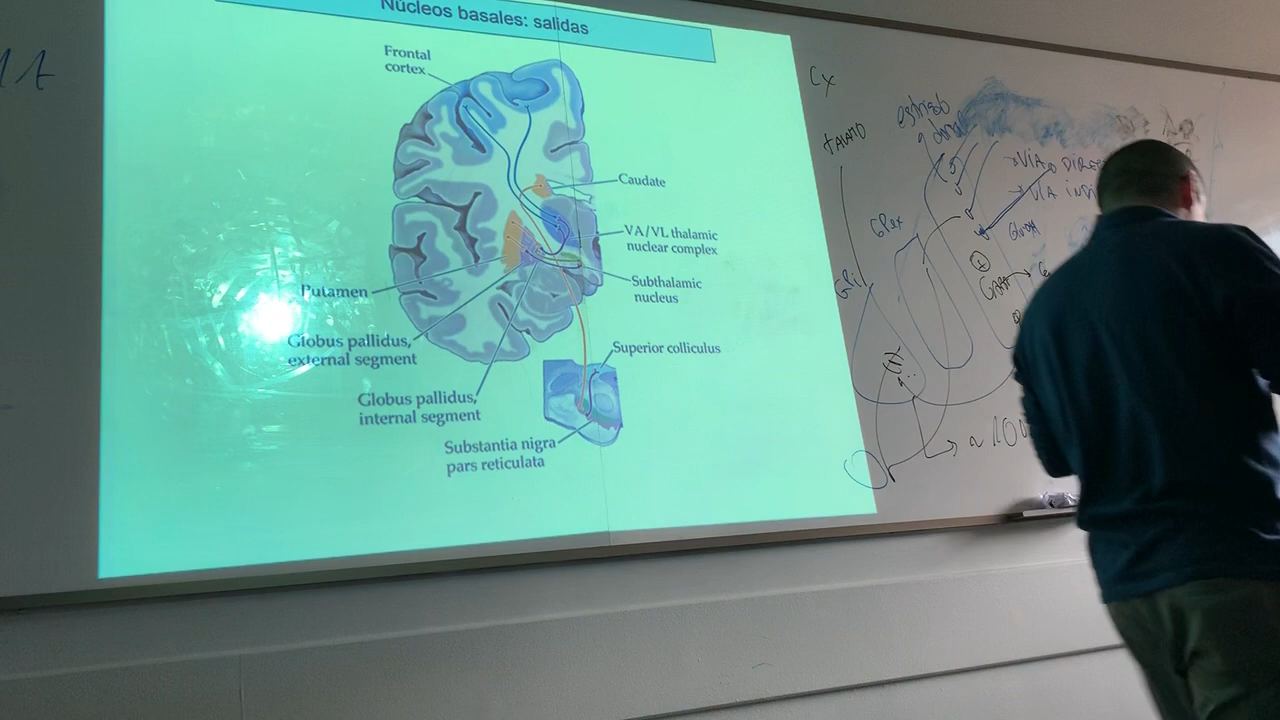 Núcleos basales: salidas
Frontal
cortex
Caudate
VA/VL thalamic
nuclear complex
Subthalamic
nucleus
Putamen
Globus pallidus,
external segment
Globus pallidus,
internal segment
Superior colliculus
Substantia nigra
pars reticulata
Cx
TALAMO
estriado
VIA DIRE
VIA INDI
GPex
GPi
GABA